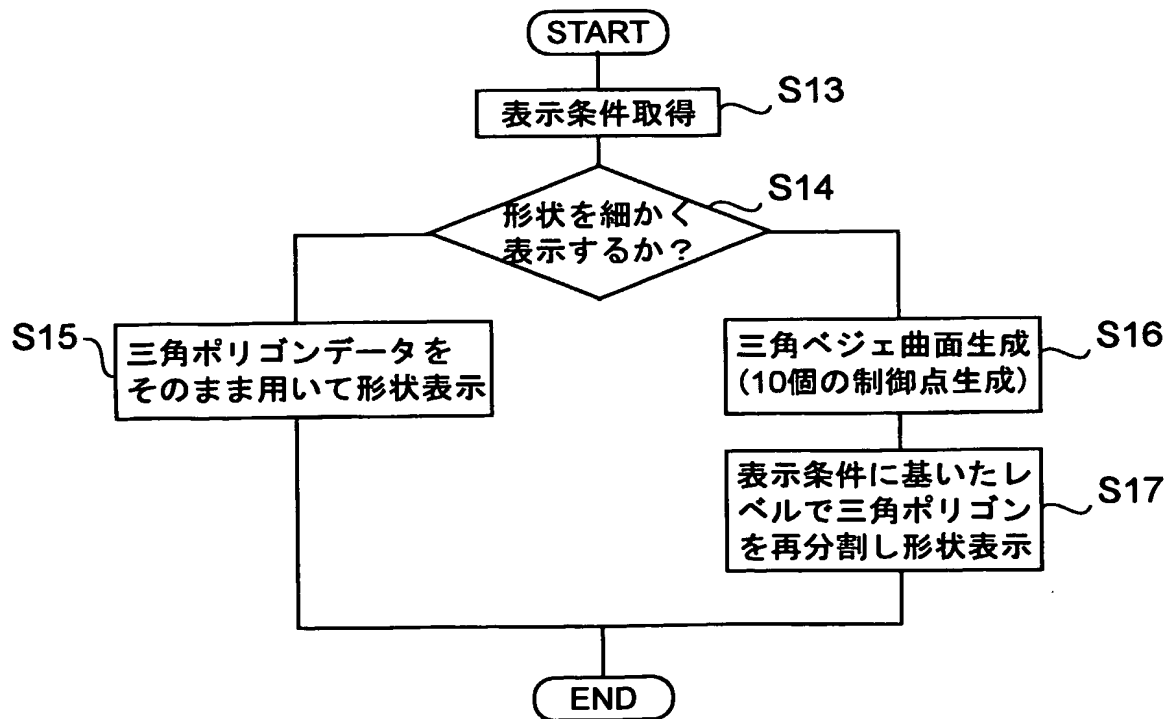 START
表示条件取得
S13
形状を細かく
表示するか？
S14
S15
三角ポリゴンデータを
そのまま用いて形状表示
三角ベジェ曲面生成
(10個の制御点生成)
S16
表示条件に基いたレ
ベルで三角ポリゴン
を再分割し形状表示
S17
END